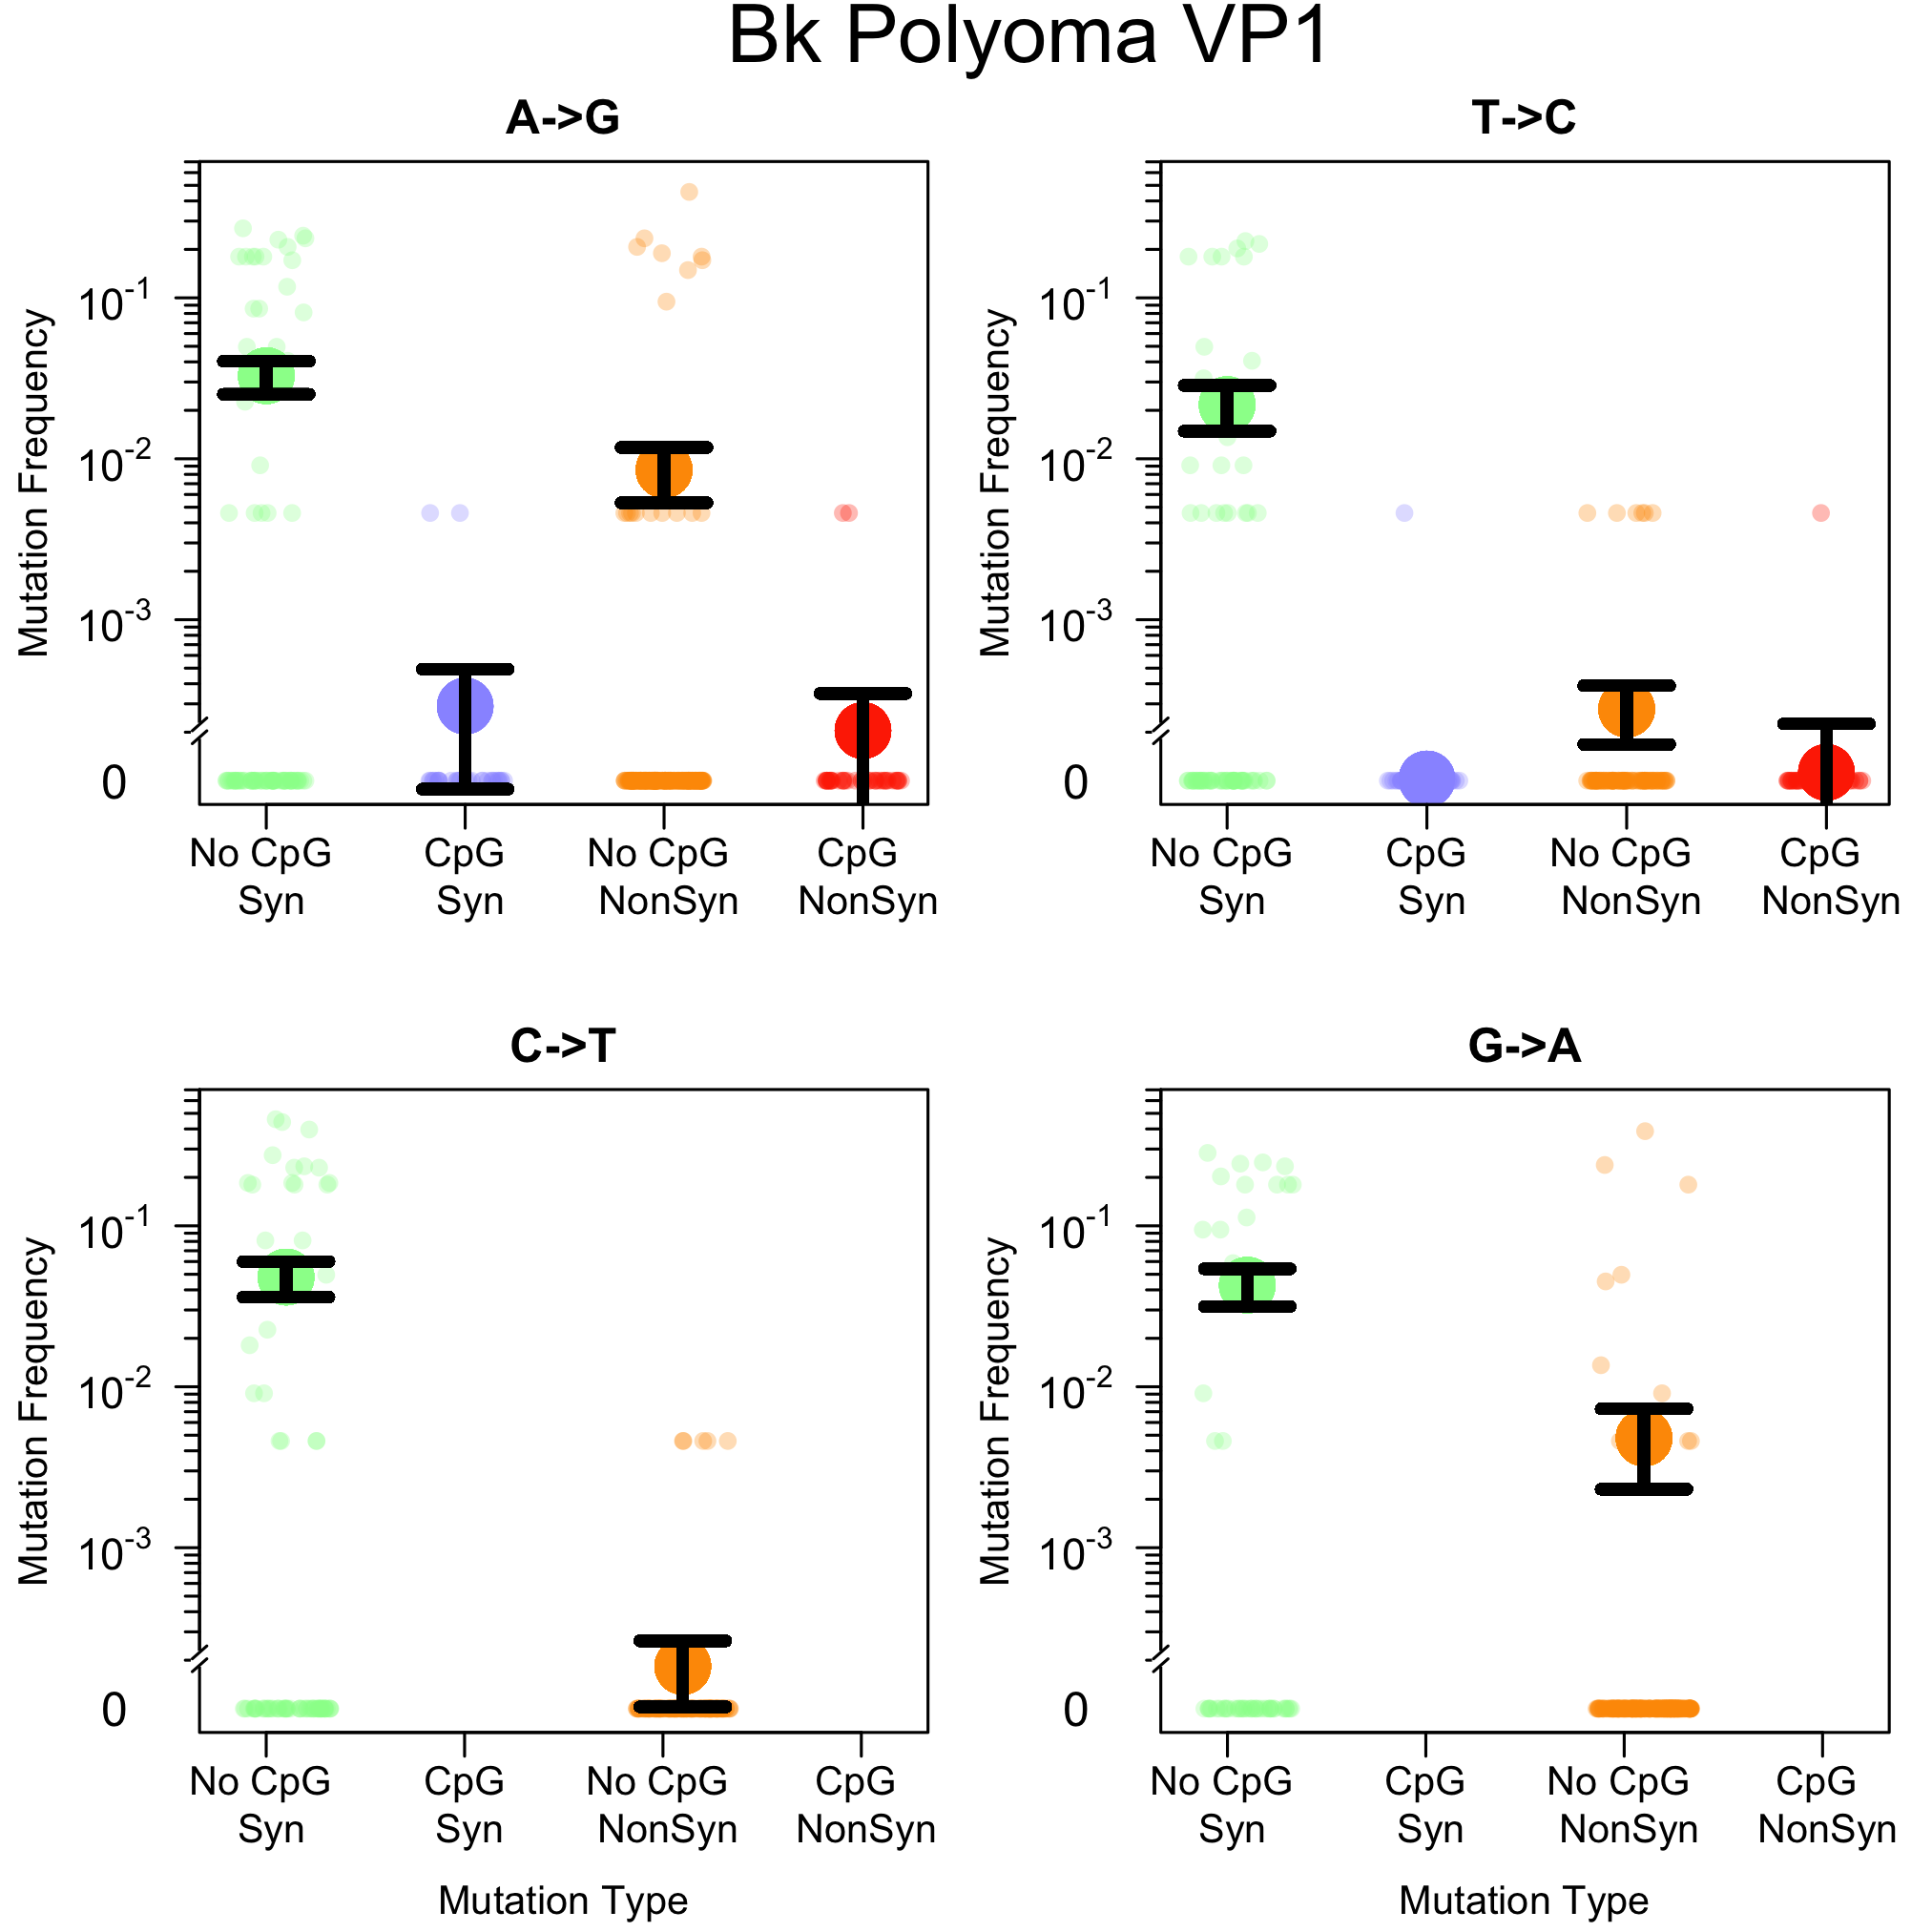 Bk Polyoma VP1
A->G
Mutation Frequency
10^-1
10^-2
10^-3
0
No CpG Syn
CpG Syn
No CpG NonSyn
CpG NonSyn
T->C
Mutation Frequency
10^-1
10^-2
10^-3
0
No CpG Syn
CpG Syn
No CpG NonSyn
CpG NonSyn
C->T
Mutation Frequency
10^-1
10^-2
10^-3
0
No CpG Syn
CpG Syn
No CpG NonSyn
CpG NonSyn
Mutation Type
G->A
Mutation Frequency
10^-1
10^-2
10^-3
0
No CpG Syn
CpG Syn
No CpG NonSyn
CpG NonSyn
Mutation Type